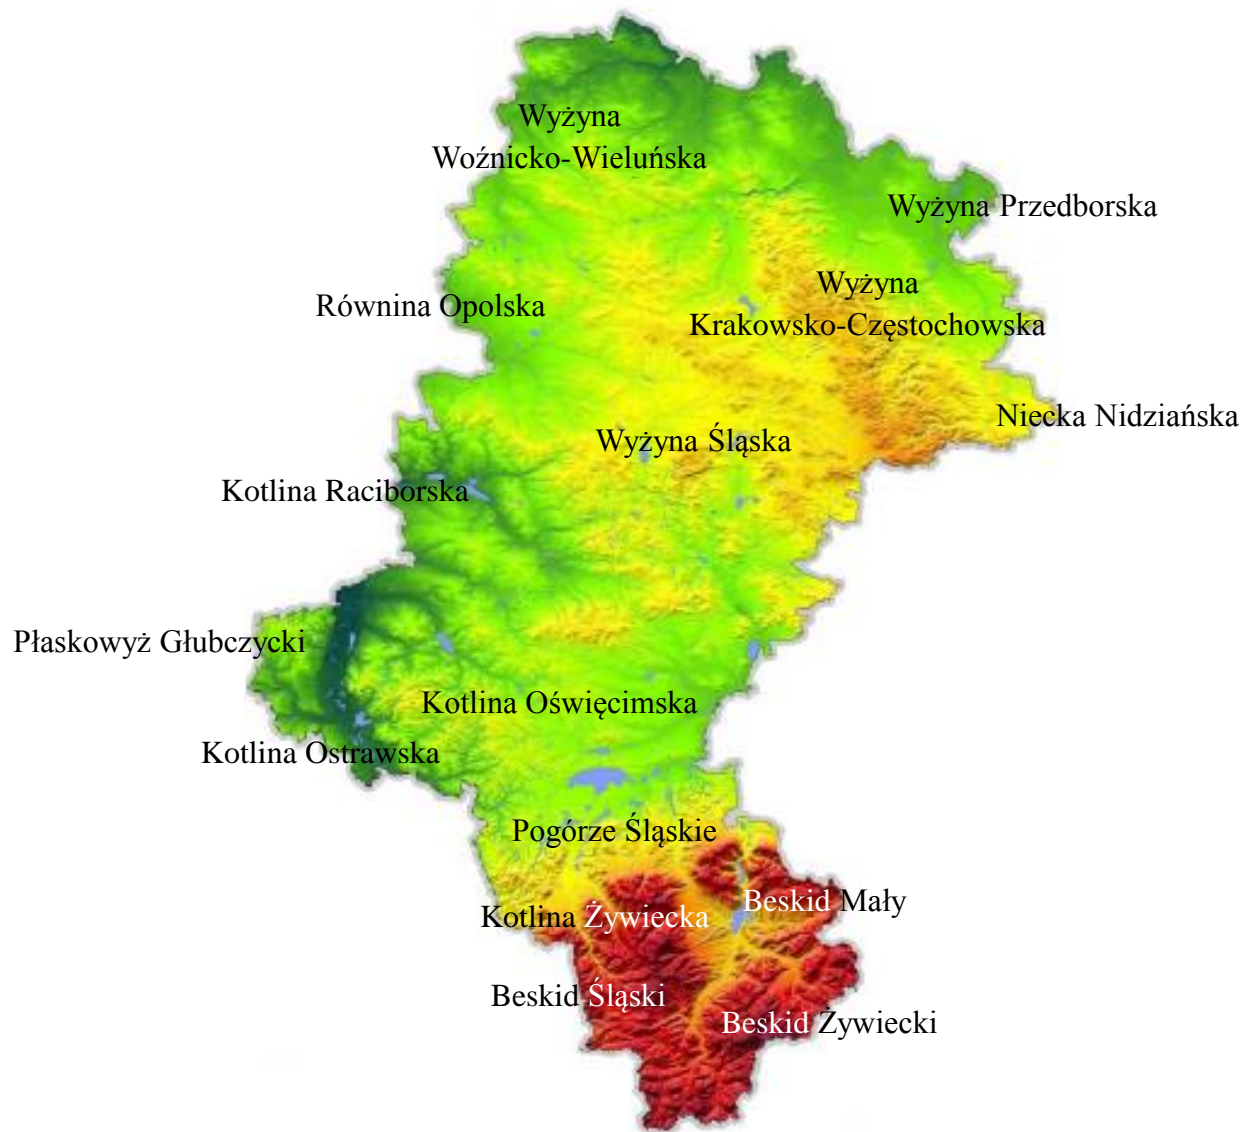 Wyżyna
Woźnicko-Wieluńska
Wyżyna Przedborska
Wyżyna
Krakowsko-Częstochowska
Równina Opolska
Niecka Nidziańska
Wyżyna Śląska
Kotlina Raciborska
Płaskowyż Głubczycki
Kotlina Oświęcimska
Kotlina Ostrawska
Pogórze Śląskie
Beskid Mały
Kotlina Żywiecka
Beskid Śląski
Beskid Żywiecki